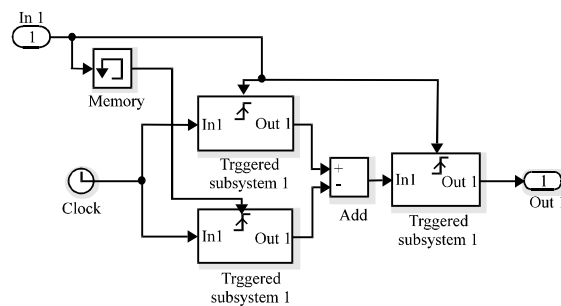 In 1
1
Memory
In1
Out 1
Trggered
subsystem 1
Clock
In1
Out 1
Trggered
subsystem 1
+
-
Add
In1
Out 1
Trggered
subsystem 1
1
Out 1